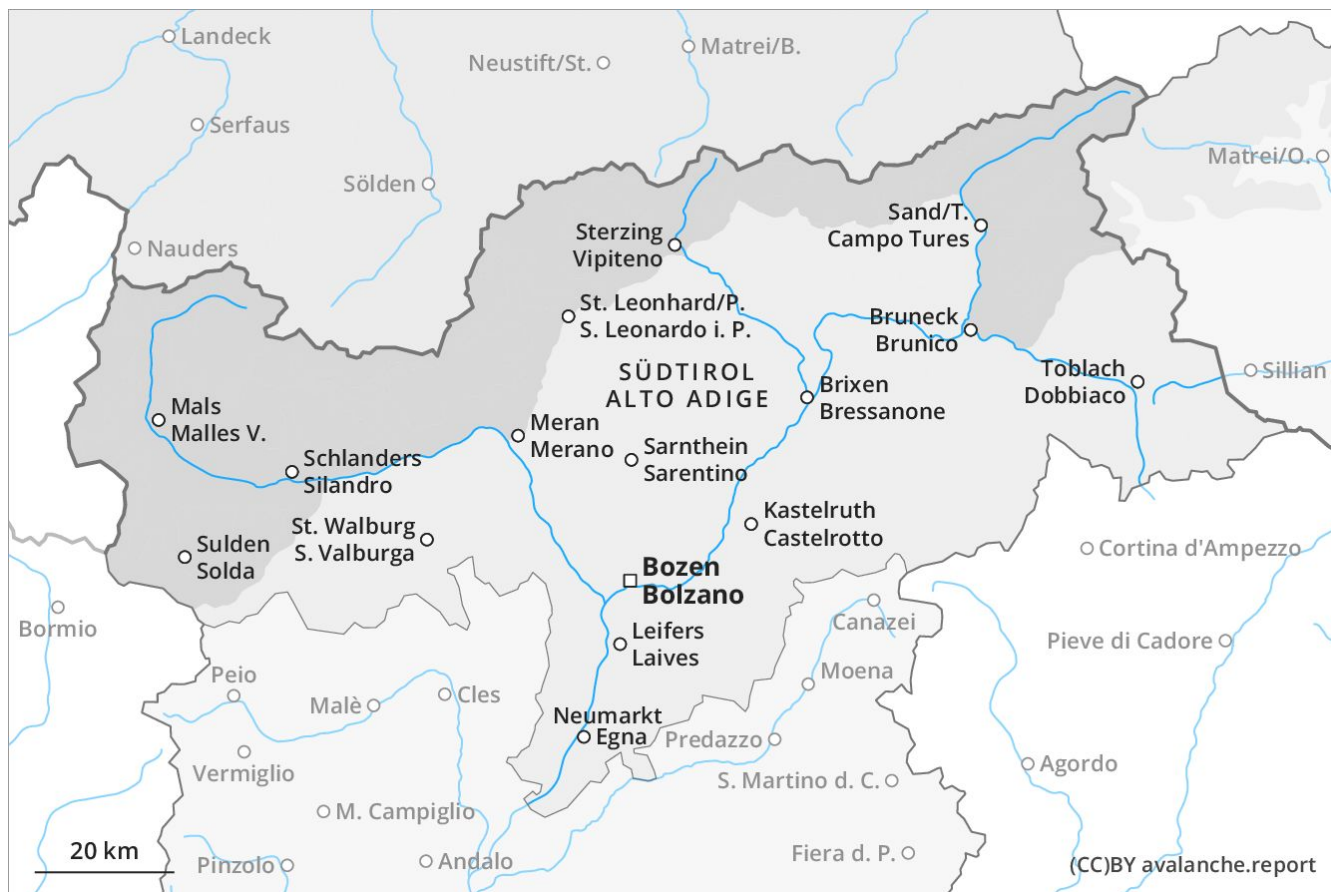 Landeck
Matrei/B.
Neustift/St.
Serfaus
Matrei/O.
Sölden
Sand/T.
Campo Tures
Sterzing
Vipiteno
Nauders
St. Leonhard/P.
S. Leonardo i. P.
Bruneck
Brunico
SÜDTIROL
ALTO ADIGE
Toblach
Dobbiaco
Sillian
Brixen
Bressanone
Mals
Malles V.
Meran
Merano
Sarnthein
Sarentino
Schlanders
Silandro
Kastelruth
Castelrotto
St. Walburg
S. Valburga
Sulden
Solda
Cortina d'Ampezzo
Bozen
Bolzano
Bormio
Canazei
Leifers
Laives
Pieve di Cadore
Peio
Moena
Malè
Cles
Neumarkt
Egna
Predazzo
Vermiglio
Agordo
S. Martino d. C.
M. Campiglio
20 km
Pinzolo
Andalo
Fiera d. P.
(CC)BY avalanche.report